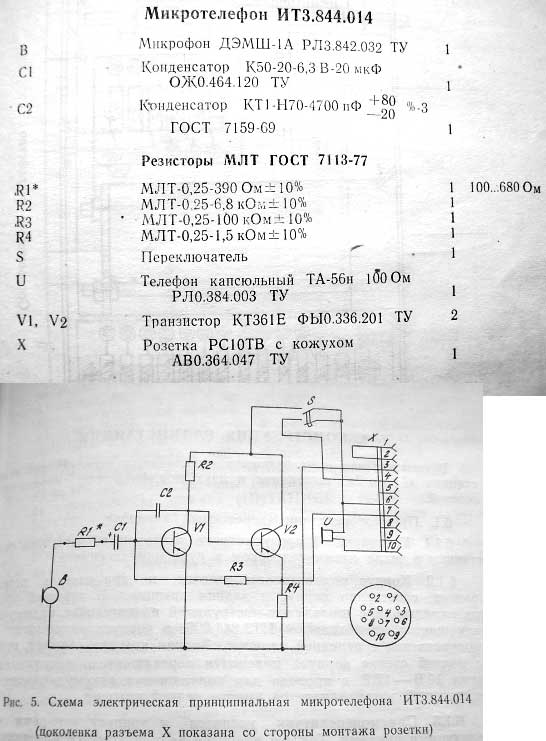 Микротелефон ИТ3.844.014
В Микрофон ДЭМШ-1А РЛ3.842.032 ТУ 1
С1 Конденсатор К50-20-6,3 В-20 мкФ
ОЖ0.464.120 ТУ 1
С2 Конденсатор КТ1-Н70-4700 пФ +80 —20 %-3
ГОСТ 7159-69 1
Резисторы МЛТ ГОСТ 7113-77
R1* МЛТ-0,25-390 Ом±10% 1 100...680 Ом
R2 МЛТ-0,25-6,8 кОм±10% 1
R3 МЛТ-0,25-100 кОм±10% 1
R4 МЛТ-0,25-1,5 кОм±10% 1
S Переключатель 1
U Телефон капсюльный ТА-56н 100 Ом
РЛ0.384.003 ТУ 1
V1, V2 Транзистор КТ361Е ФЫ0.336.201 ТУ 2
X Розетка РС10ТВ с кожухом
АВ0.364.047 ТУ 1
S
X
1
2
3
4
5
6
7
8
9
10
R2
C2
V1
V2
U
R1*
+
C1
R3
R4
B
2 1
5 4 3
8 7 6
10 9
Рис. 5. Схема электрическая принципиальная микротелефона ИТ3.844.014
(цоколевка разъема X показана со стороны монтажа розетки)